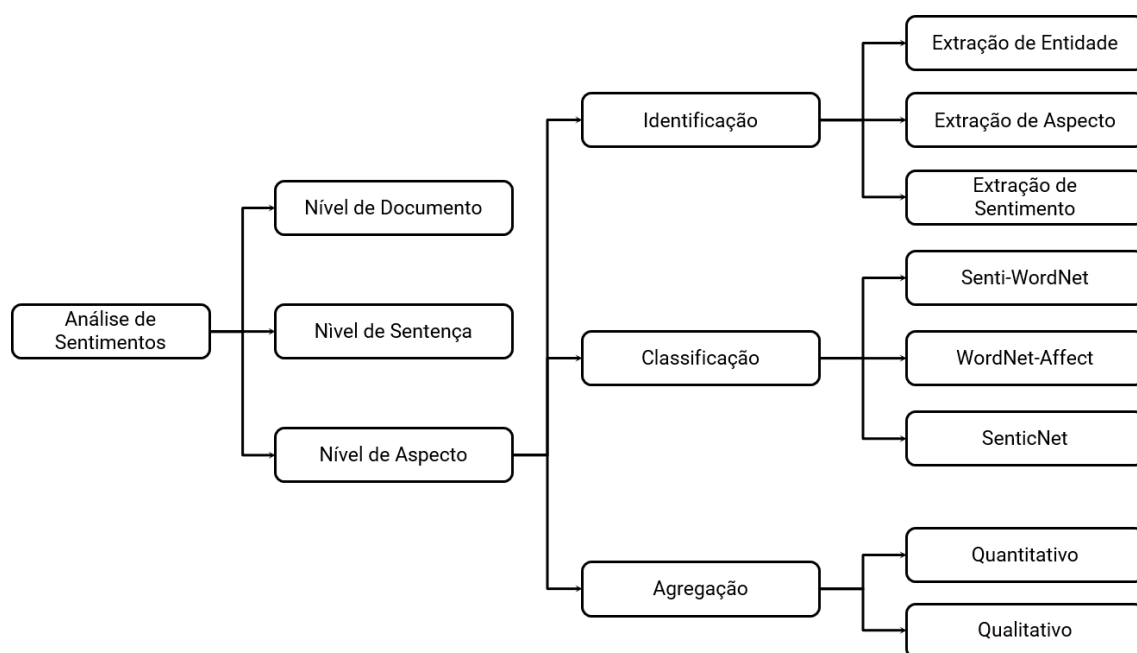 Análise de
Sentimentos
Nível de Documento
Nìvel de Sentença
Nível de Aspecto
Identificação
Classificação
Agregação
Extração de Entidade
Extração de Aspecto
Extração de
Sentimento
Senti-WordNet
WordNet-Affect
SenticNet
Quantitativo
Qualitativo